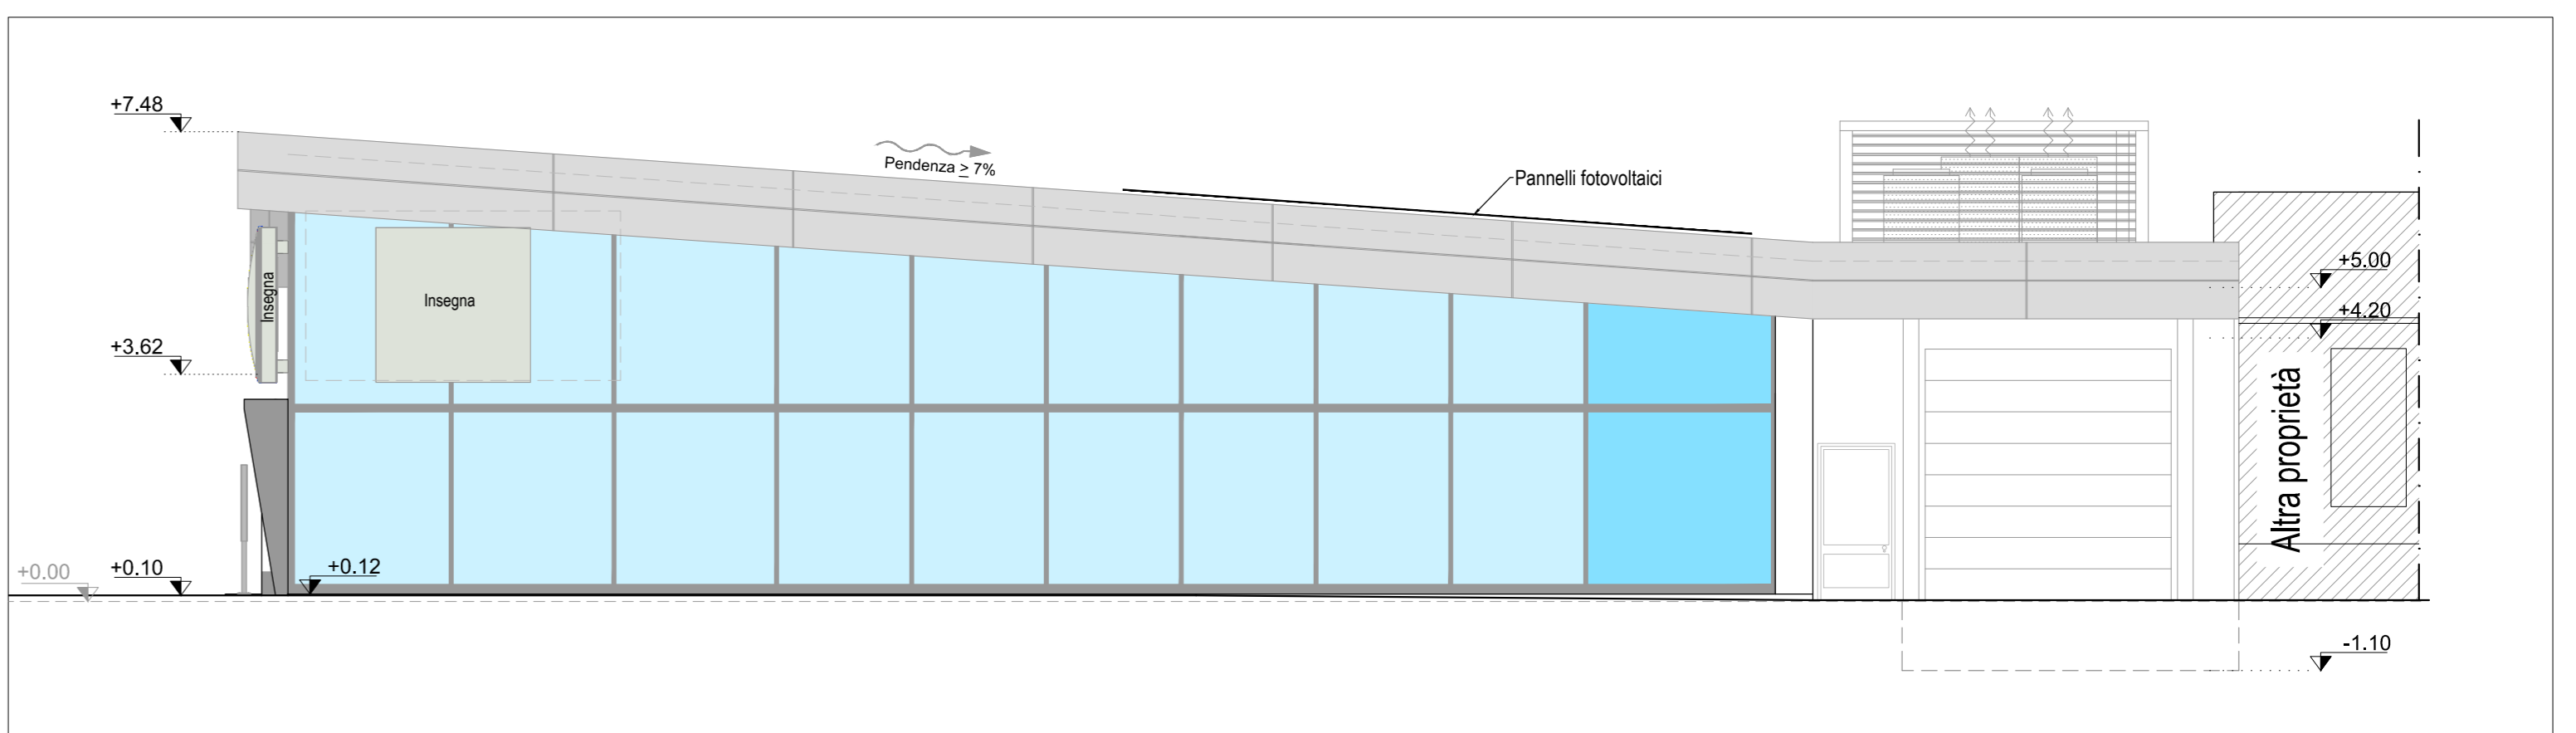 +7.48
Pendenza ≥ 7%
Pannelli fotovoltaici
+5.00
Insegna
Insegna
+4.20
+3.62
Altra proprietà
+0.00
+0.10
+0.12
-1.10